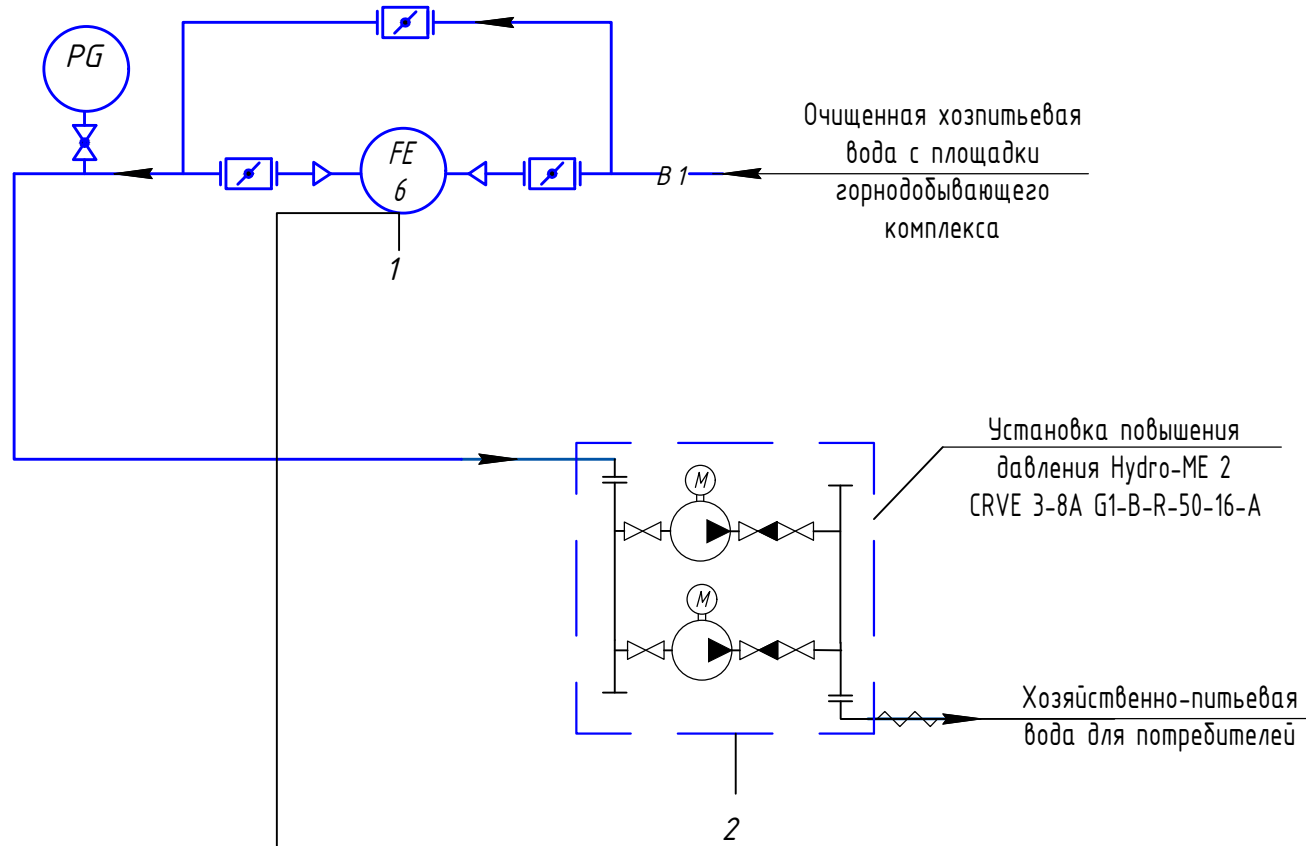 PG
FE
6
1
В 1
Очищенная хозпитьевая
вода с площадки
горнодобывающего
комплекса
Установка повышения
давления Hydro-ME 2
CRVE 3-8A G1-B-R-50-16-A
M
M
Хозяйственно-питьевая
вода для потребителей
2